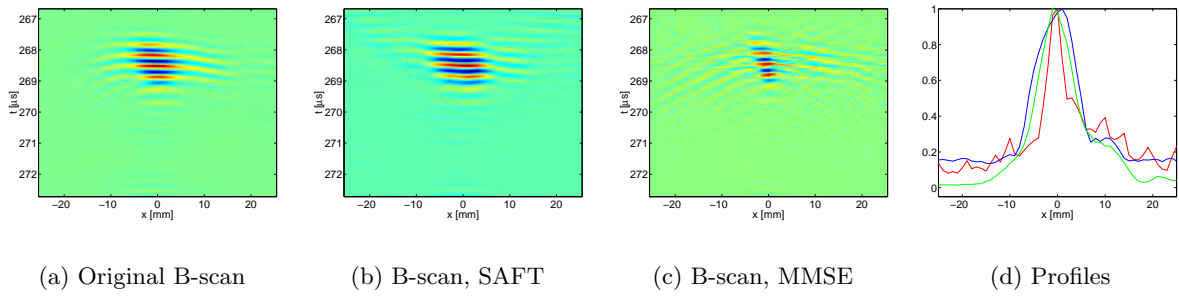 267
268
269
270
271
272
t [μs]
−20 −10 0 10 20
x [mm]
(a) Original B-scan
267
268
269
270
271
272
t [μs]
−20 −10 0 10 20
x [mm]
(b) B-scan, SAFT
267
268
269
270
271
272
t [μs]
−20 −10 0 10 20
x [mm]
(c) B-scan, MMSE
1
0.8
0.6
0.4
0.2
0
−20 −10 0 10 20
x [mm]
(d) Profiles